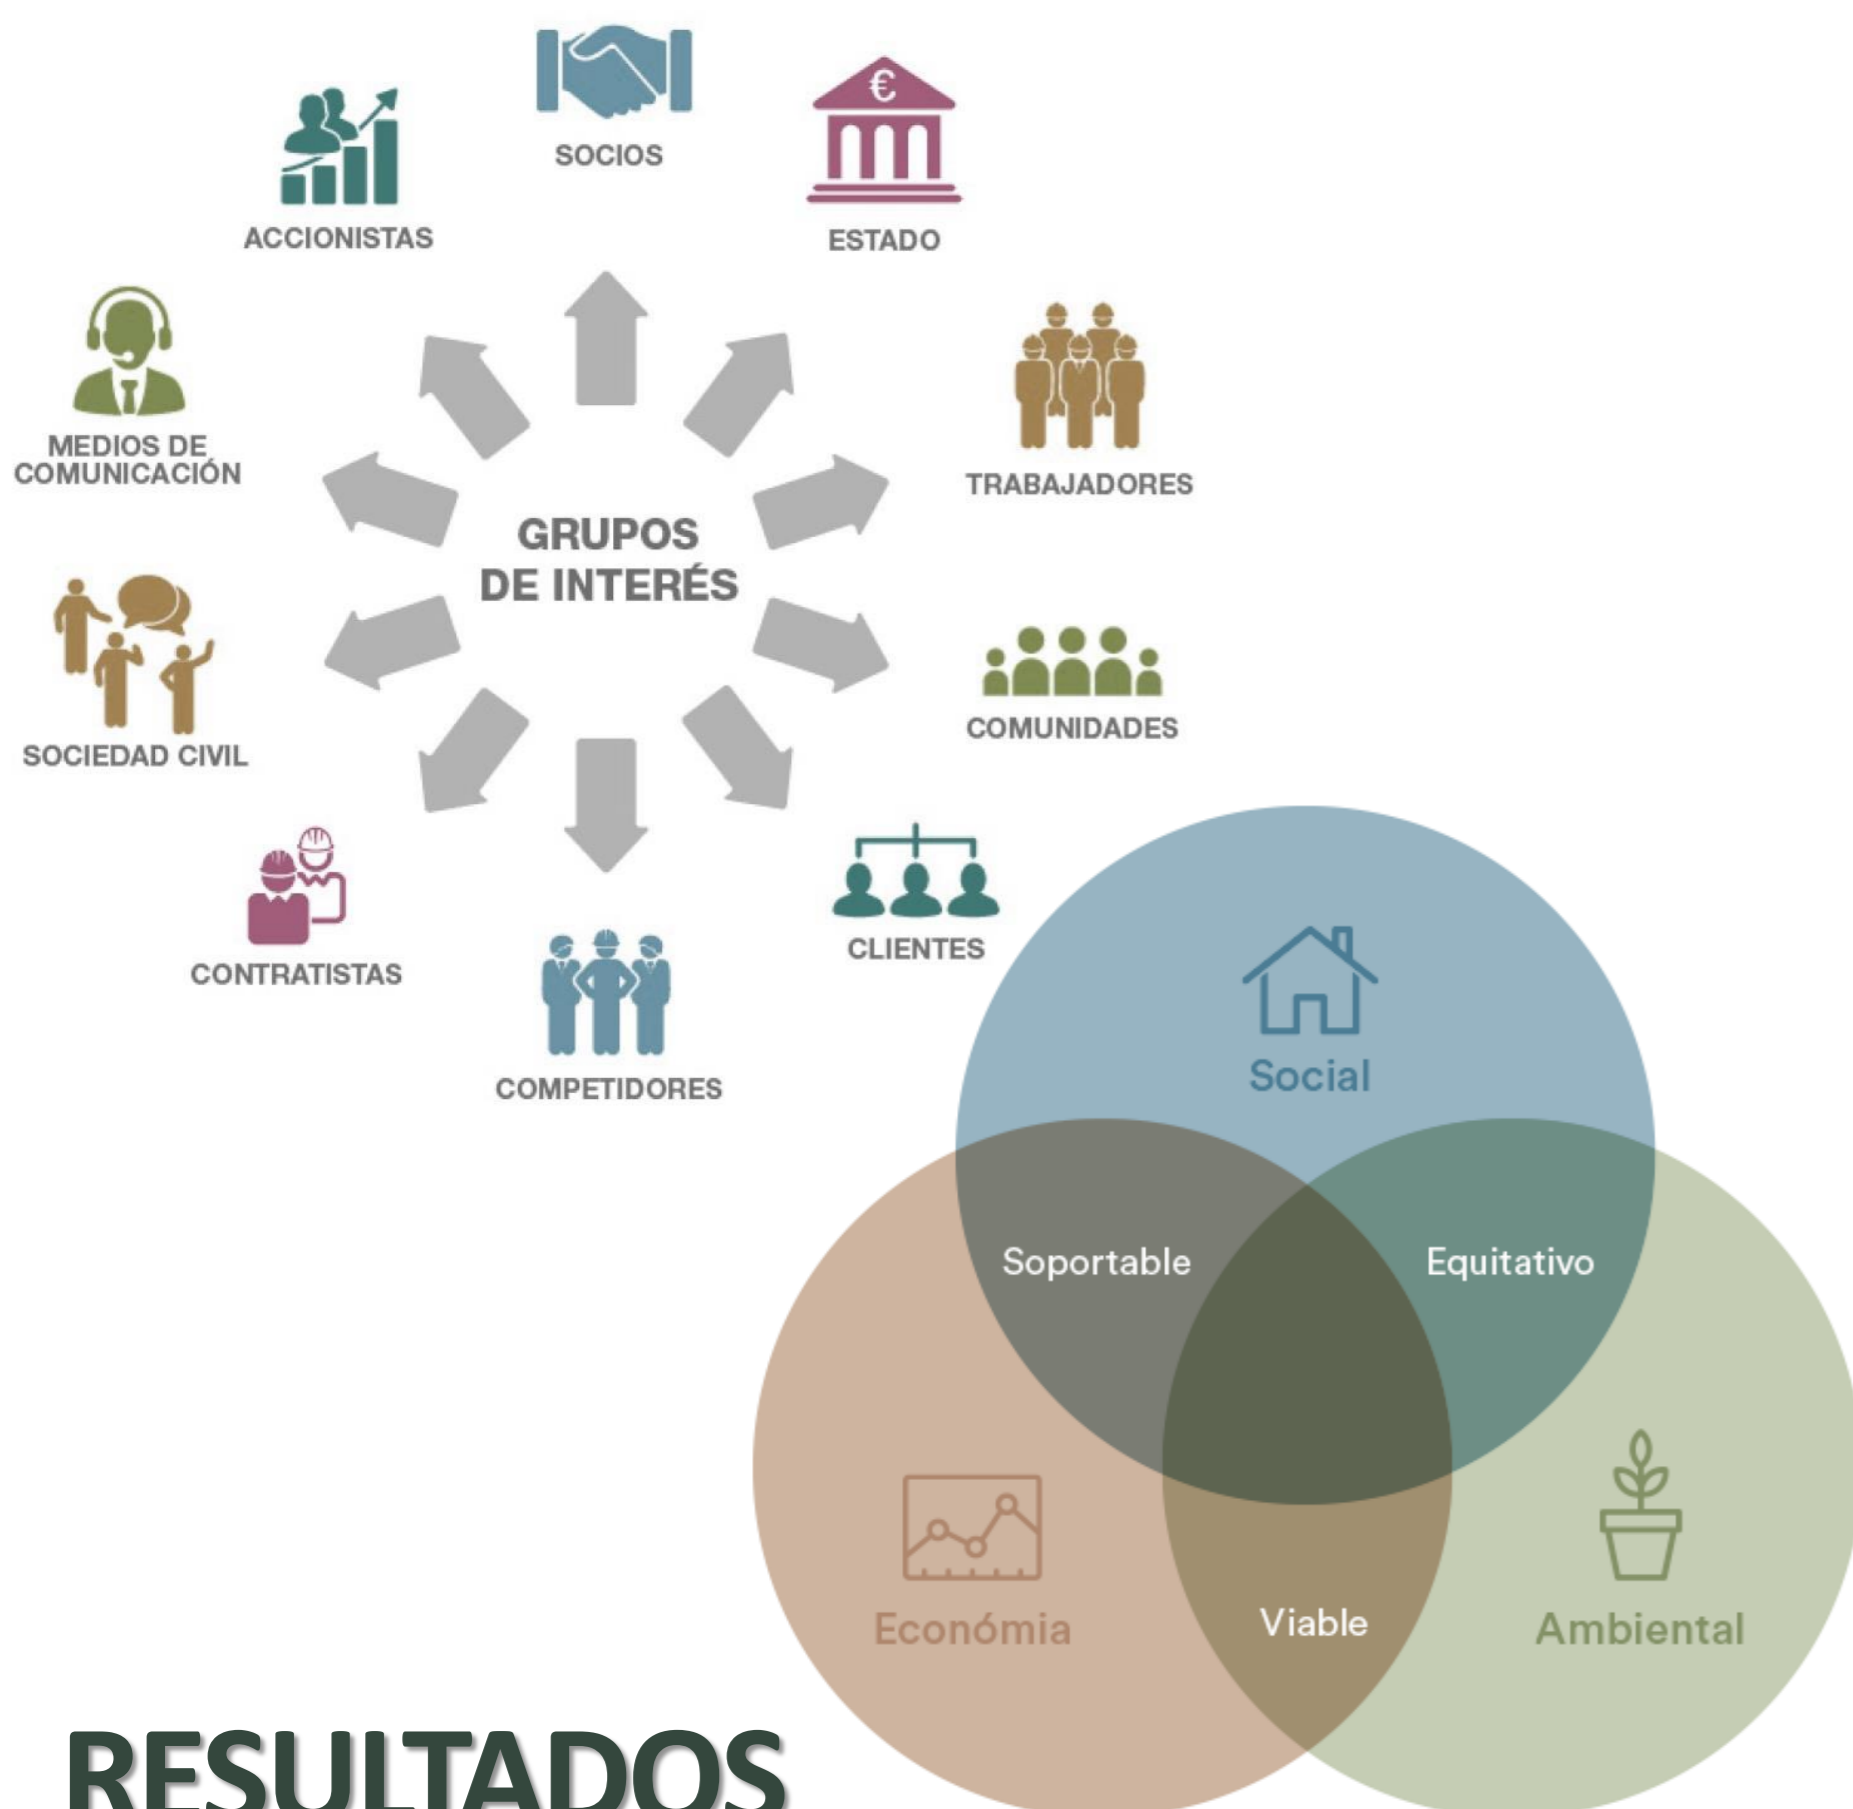 SOCIOS
€
ESTADO
ACCIONISTAS
TRABAJADORES
MEDIOS DE
COMUNICACIÓN
GRUPOS
DE INTERÉS
COMUNIDADES
SOCIEDAD CIVIL
CLIENTES
CONTRATISTAS
COMPETIDORES
Social
Soportable
Equitativo
Viable
Económia
Ambiental
RESULTADOS